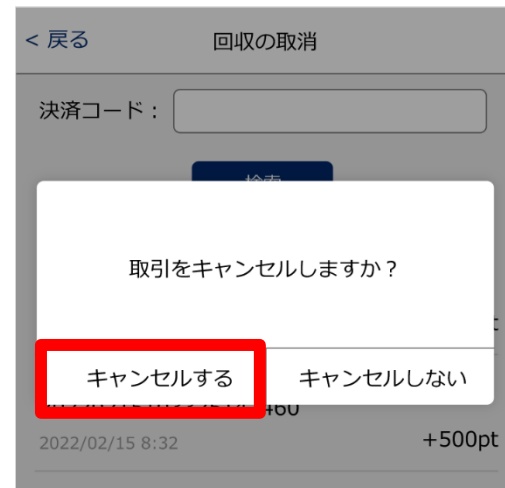 < 戻る 回収の取消
決済コード：
検索
取引をキャンセルしますか？
キャンセルする キャンセルしない
2022/02/15 8:32 +500pt